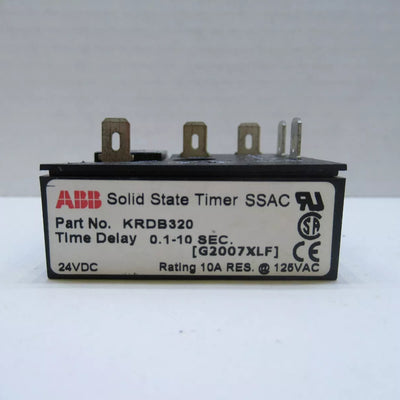 ABB Solid State Timer SSAC
Part No. KRDB320
Time Delay 0.1-10 SEC.
[G2007XLF]
24VDC Rating 10A RES. @ 125VAC